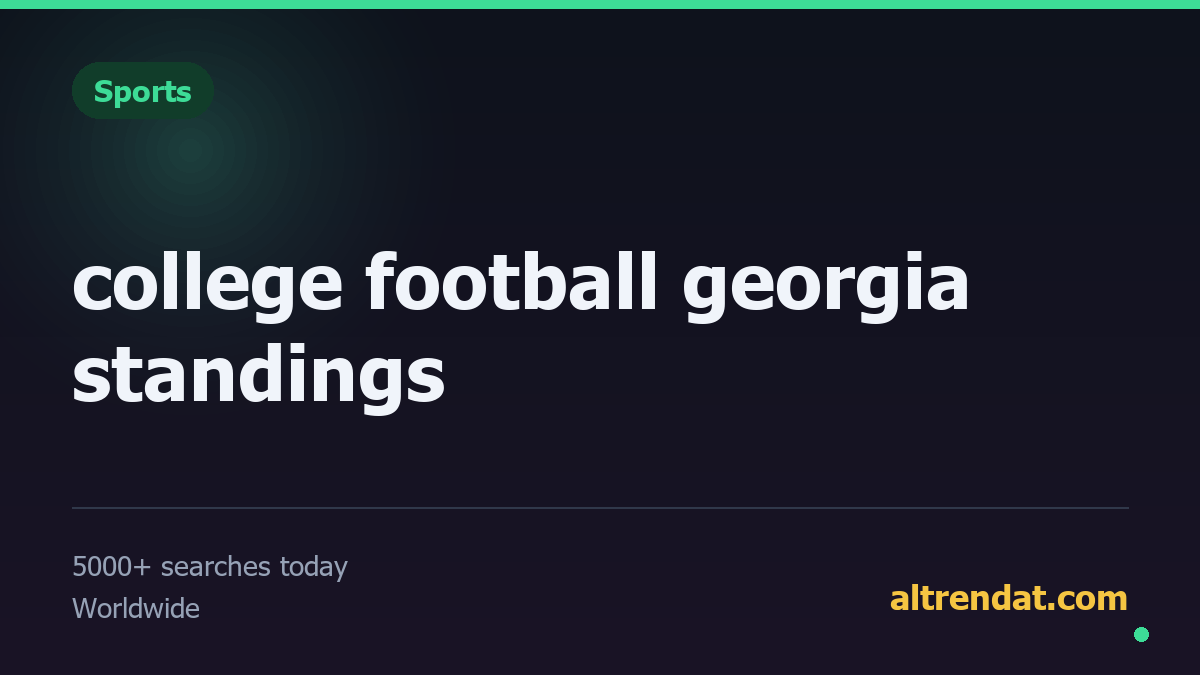 Sports
college football georgia
standings
5000+ searches today
Worldwide
altrendat.com